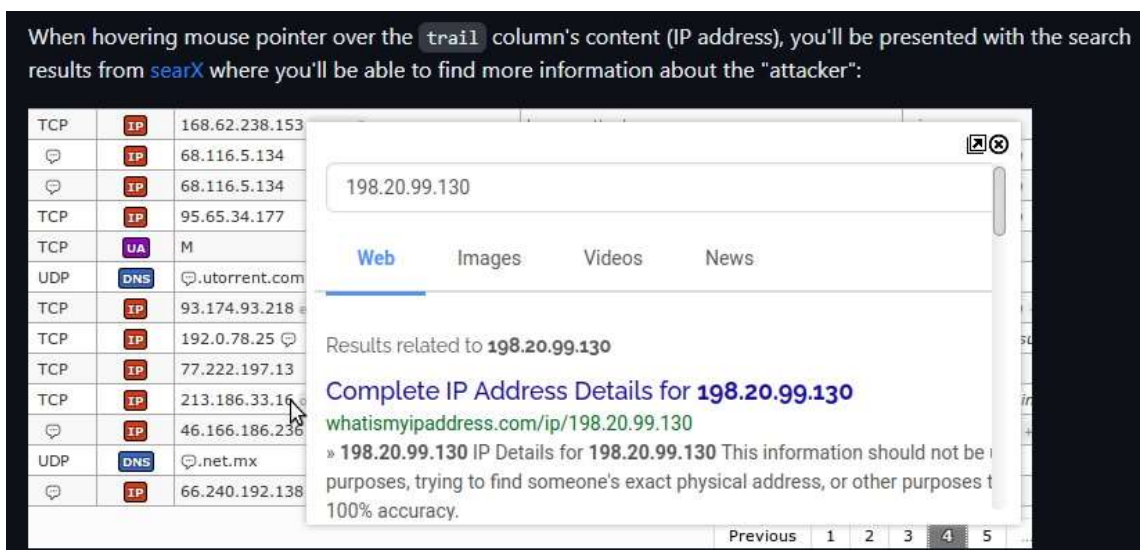 When hovering mouse pointer over the trail column's content (IP address), you'll be presented with the search
results from searX where you'll be able to find more information about the "attacker":
TCP IP 168.62.238.153
IP 68.116.5.134
IP 68.116.5.134
TCP IP 95.65.34.177
TCP UA M
UDP DNS .utorrent.com
TCP IP 93.174.93.218
TCP IP 192.0.78.25
TCP IP 77.222.197.13
TCP IP 213.186.33.16
IP 46.166.186.236
UDP DNS .net.mx
IP 66.240.192.138
198.20.99.130
Web Images Videos News
Results related to 198.20.99.130
Complete IP Address Details for 198.20.99.130
whatismyipaddress.com/ip/198.20.99.130
» 198.20.99.130 IP Details for 198.20.99.130 This information should not be
purposes, trying to find someone's exact physical address, or other purposes t
100% accuracy.
Previous 1 2 3 4 5 ...